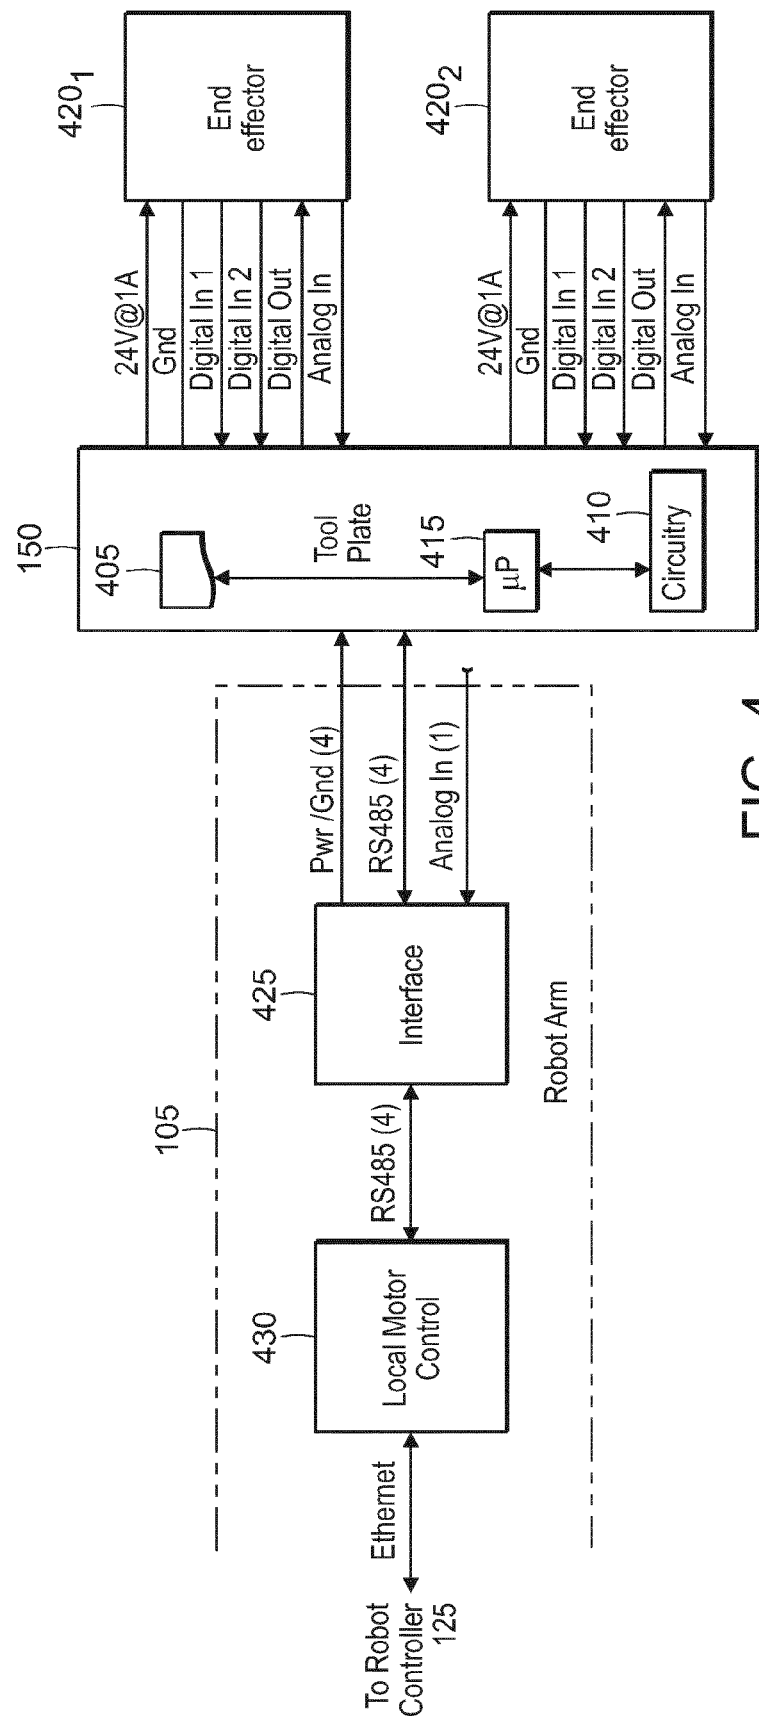 420₁
End
effector
24V@1A
Gnd
Digital In 1
Digital In 2
Digital Out
Analog In
420₂
End
effector
24V@1A
Gnd
Digital In 1
Digital In 2
Digital Out
Analog In
150
405
Tool
Plate
415
µP
410
Circuitry
Pwr /Gnd (4)
RS485 (4)
Analog In (1)
425
Interface
105
RS485 (4)
Robot Arm
430
Local Motor
Control
Ethernet
To Robot
Controller
125